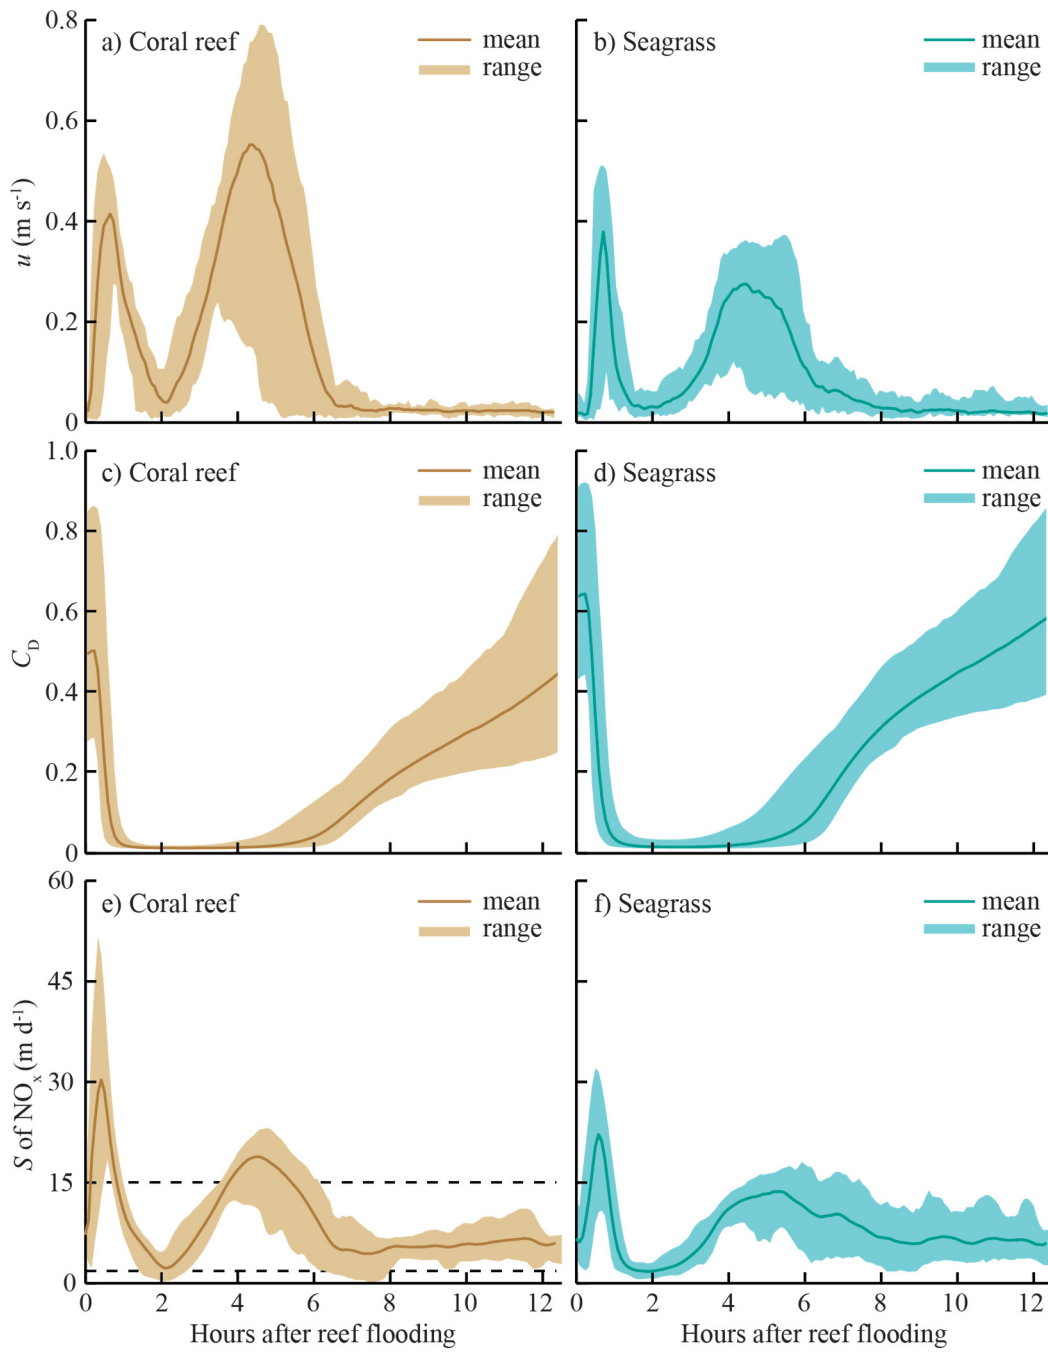 a) Coral reef
mean
range
b) Seagrass
mean
range
0.8
0.6
0.4
0.2
0
u (m s⁻¹)
c) Coral reef
mean
range
d) Seagrass
mean
range
1.0
0.8
0.6
0.4
0.2
0
C_D
e) Coral reef
mean
range
f) Seagrass
mean
range
60
45
30
15
0
S of NOₓ (m d⁻¹)
0 2 4 6 8 10 12
0 2 4 6 8 10 12
Hours after reef flooding
Hours after reef flooding